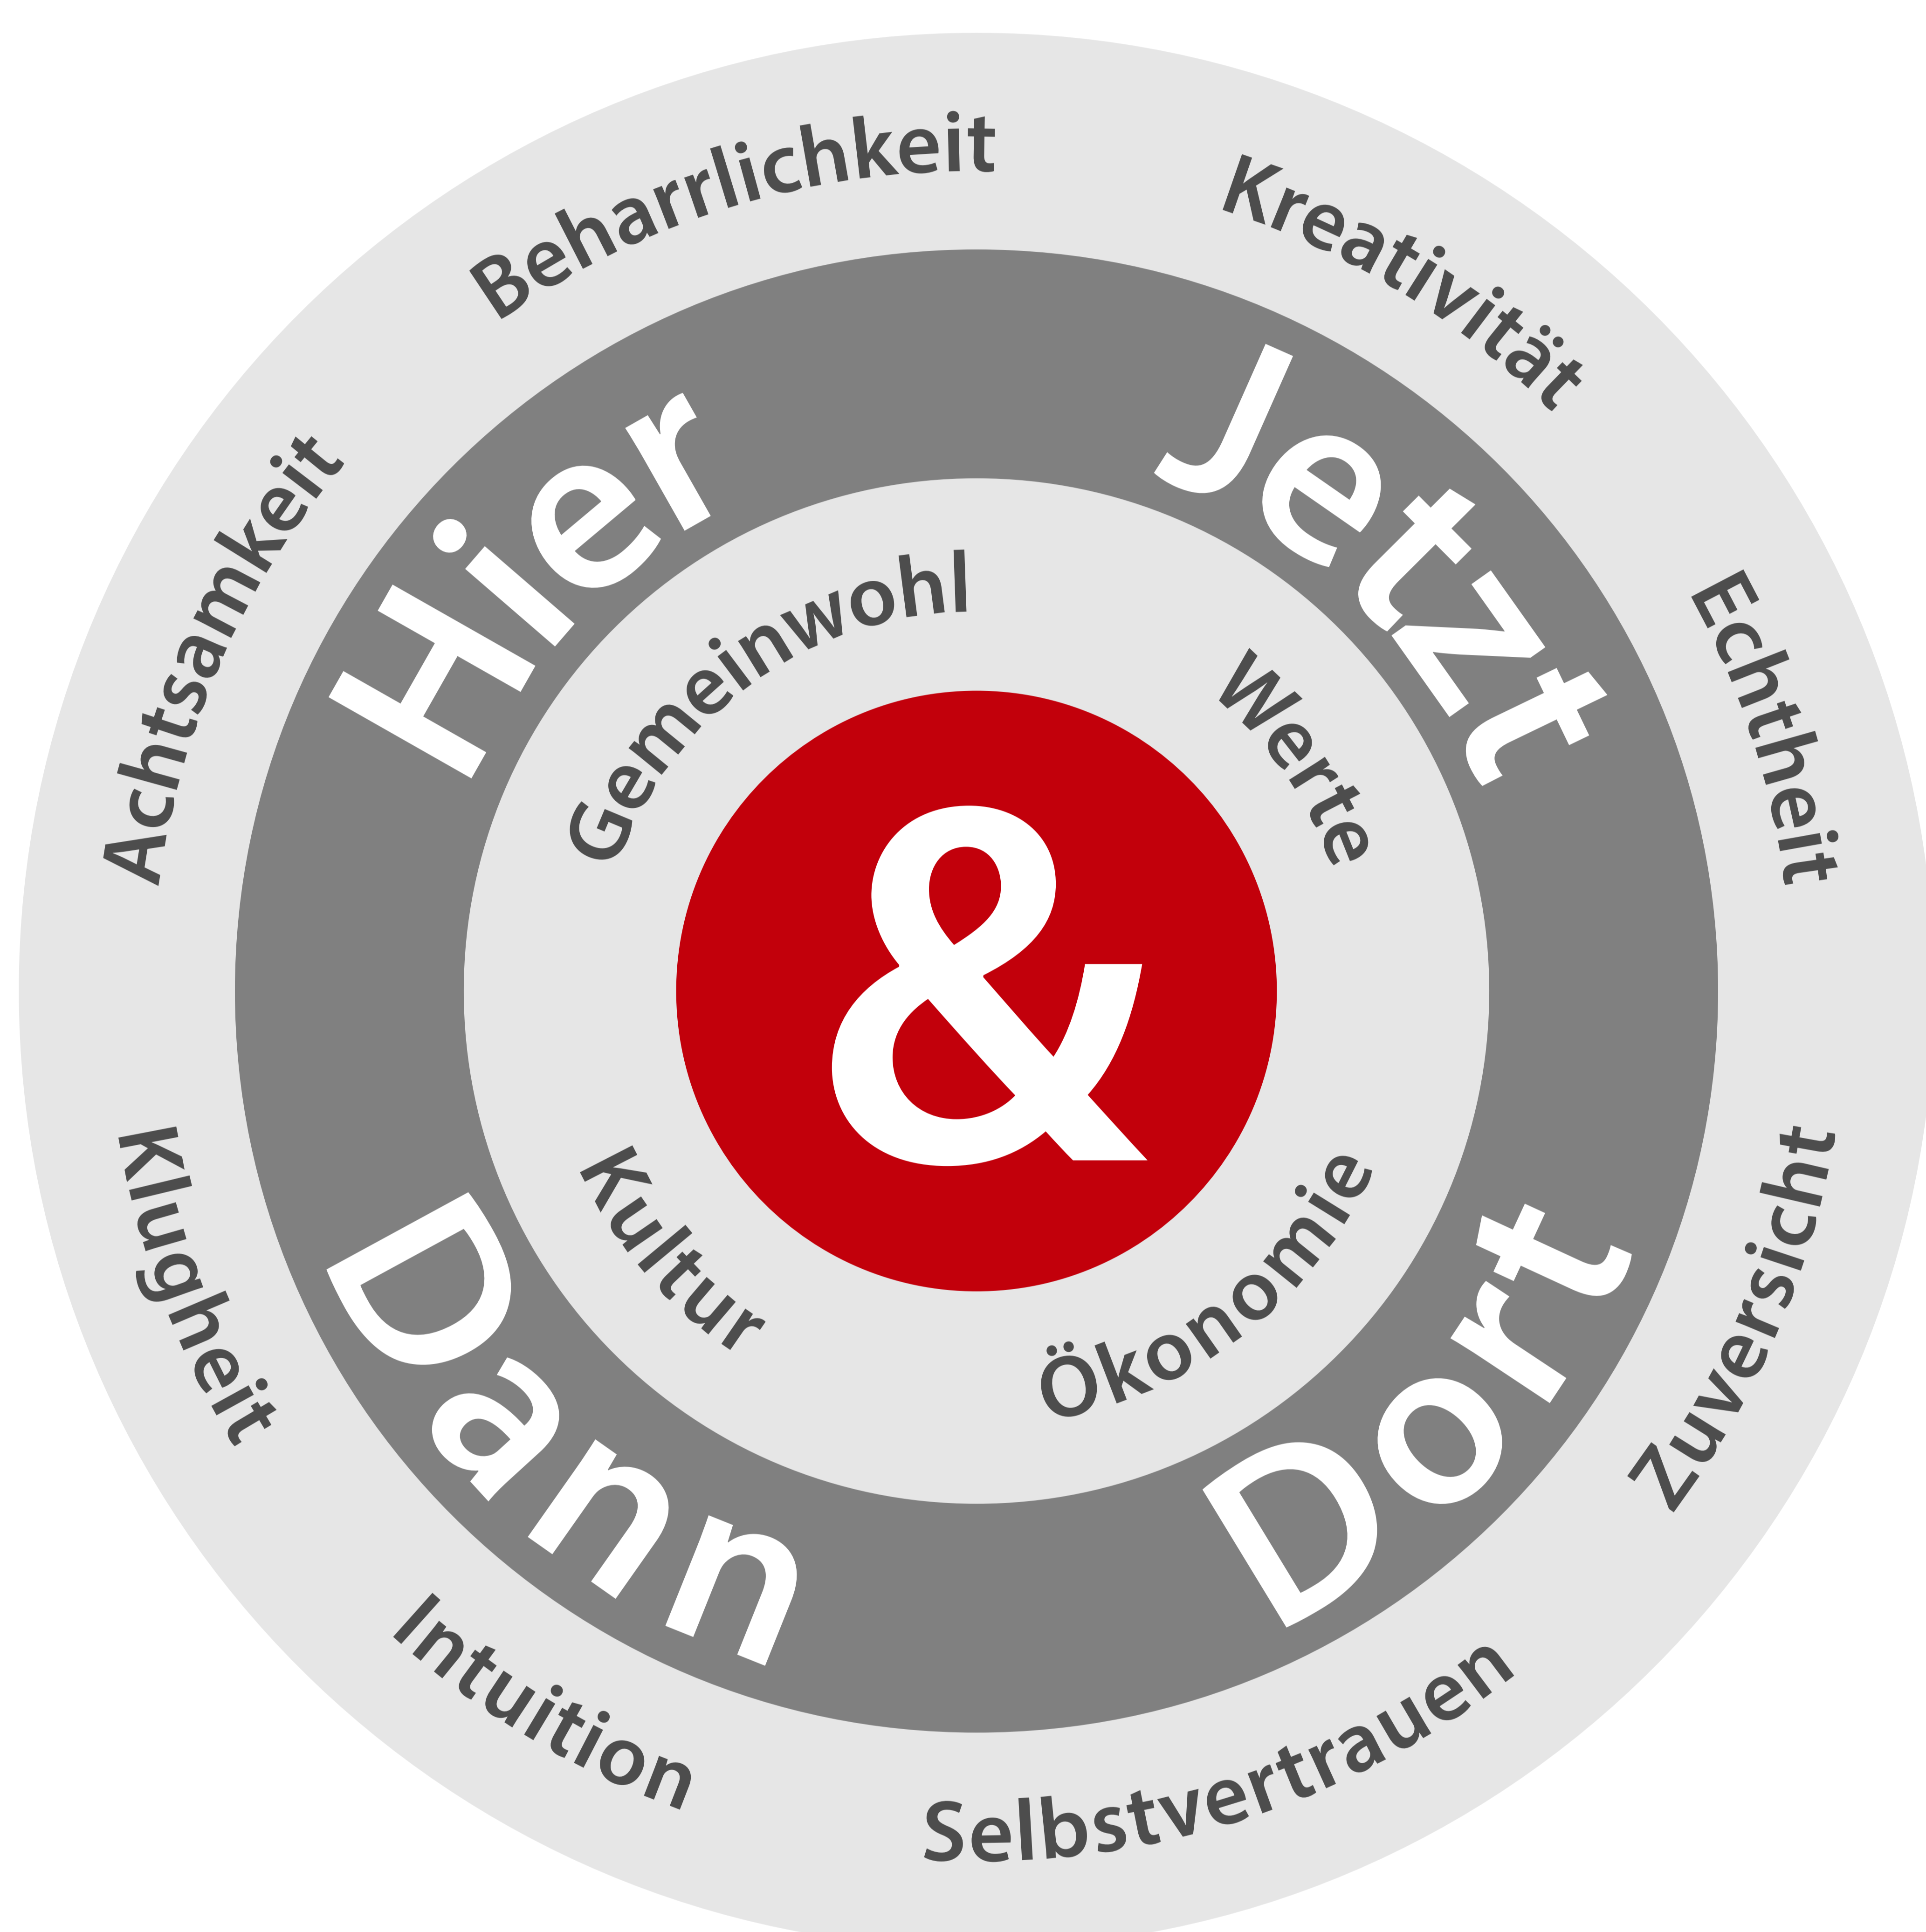 Beharrlichkeit
Kreativität
Echtheit
Zuversicht
Selbstvertrauen
Intuition
Klugheit
Achtsamkeit
Hier
Jetzt
Dort
Dann
Gemeinwohl
Werte
Ökonomie
Kultur
&